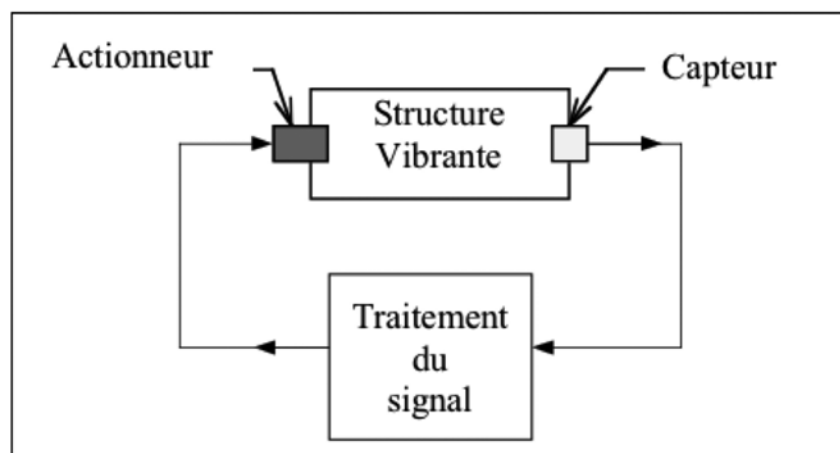 Actionneur
Capteur
Structure
Vibrante
Traitement
du
signal